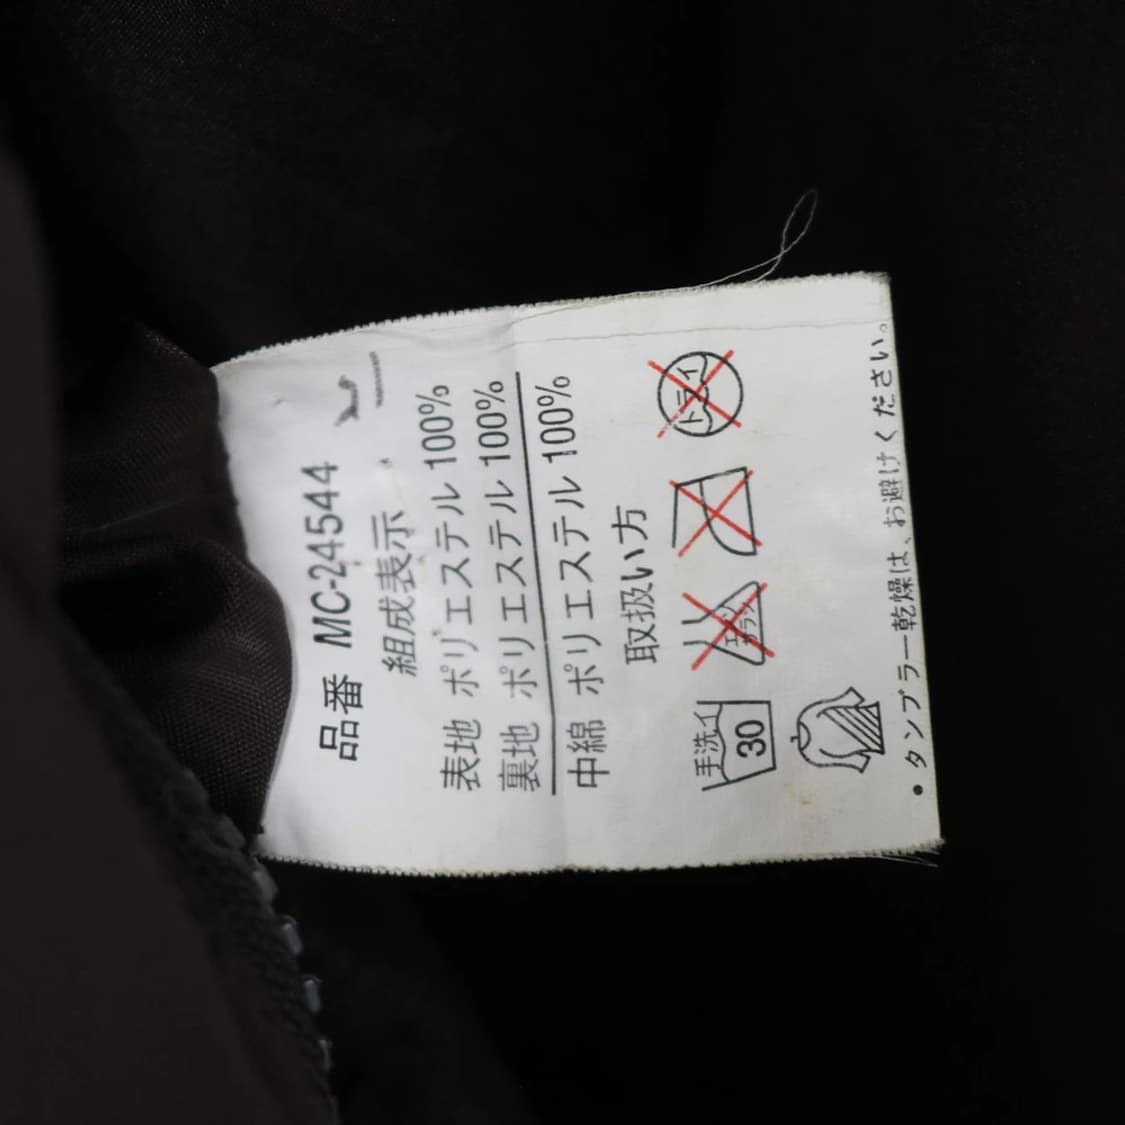 品番 MC-24544
組成表示
表地 ポリエステル 100%
裏地 ポリエステル 100%
中綿 ポリエステル 100%
取扱い方
手洗イ 30 エンソサラシ ドライ
・タンブラー乾燥は、お避けください。